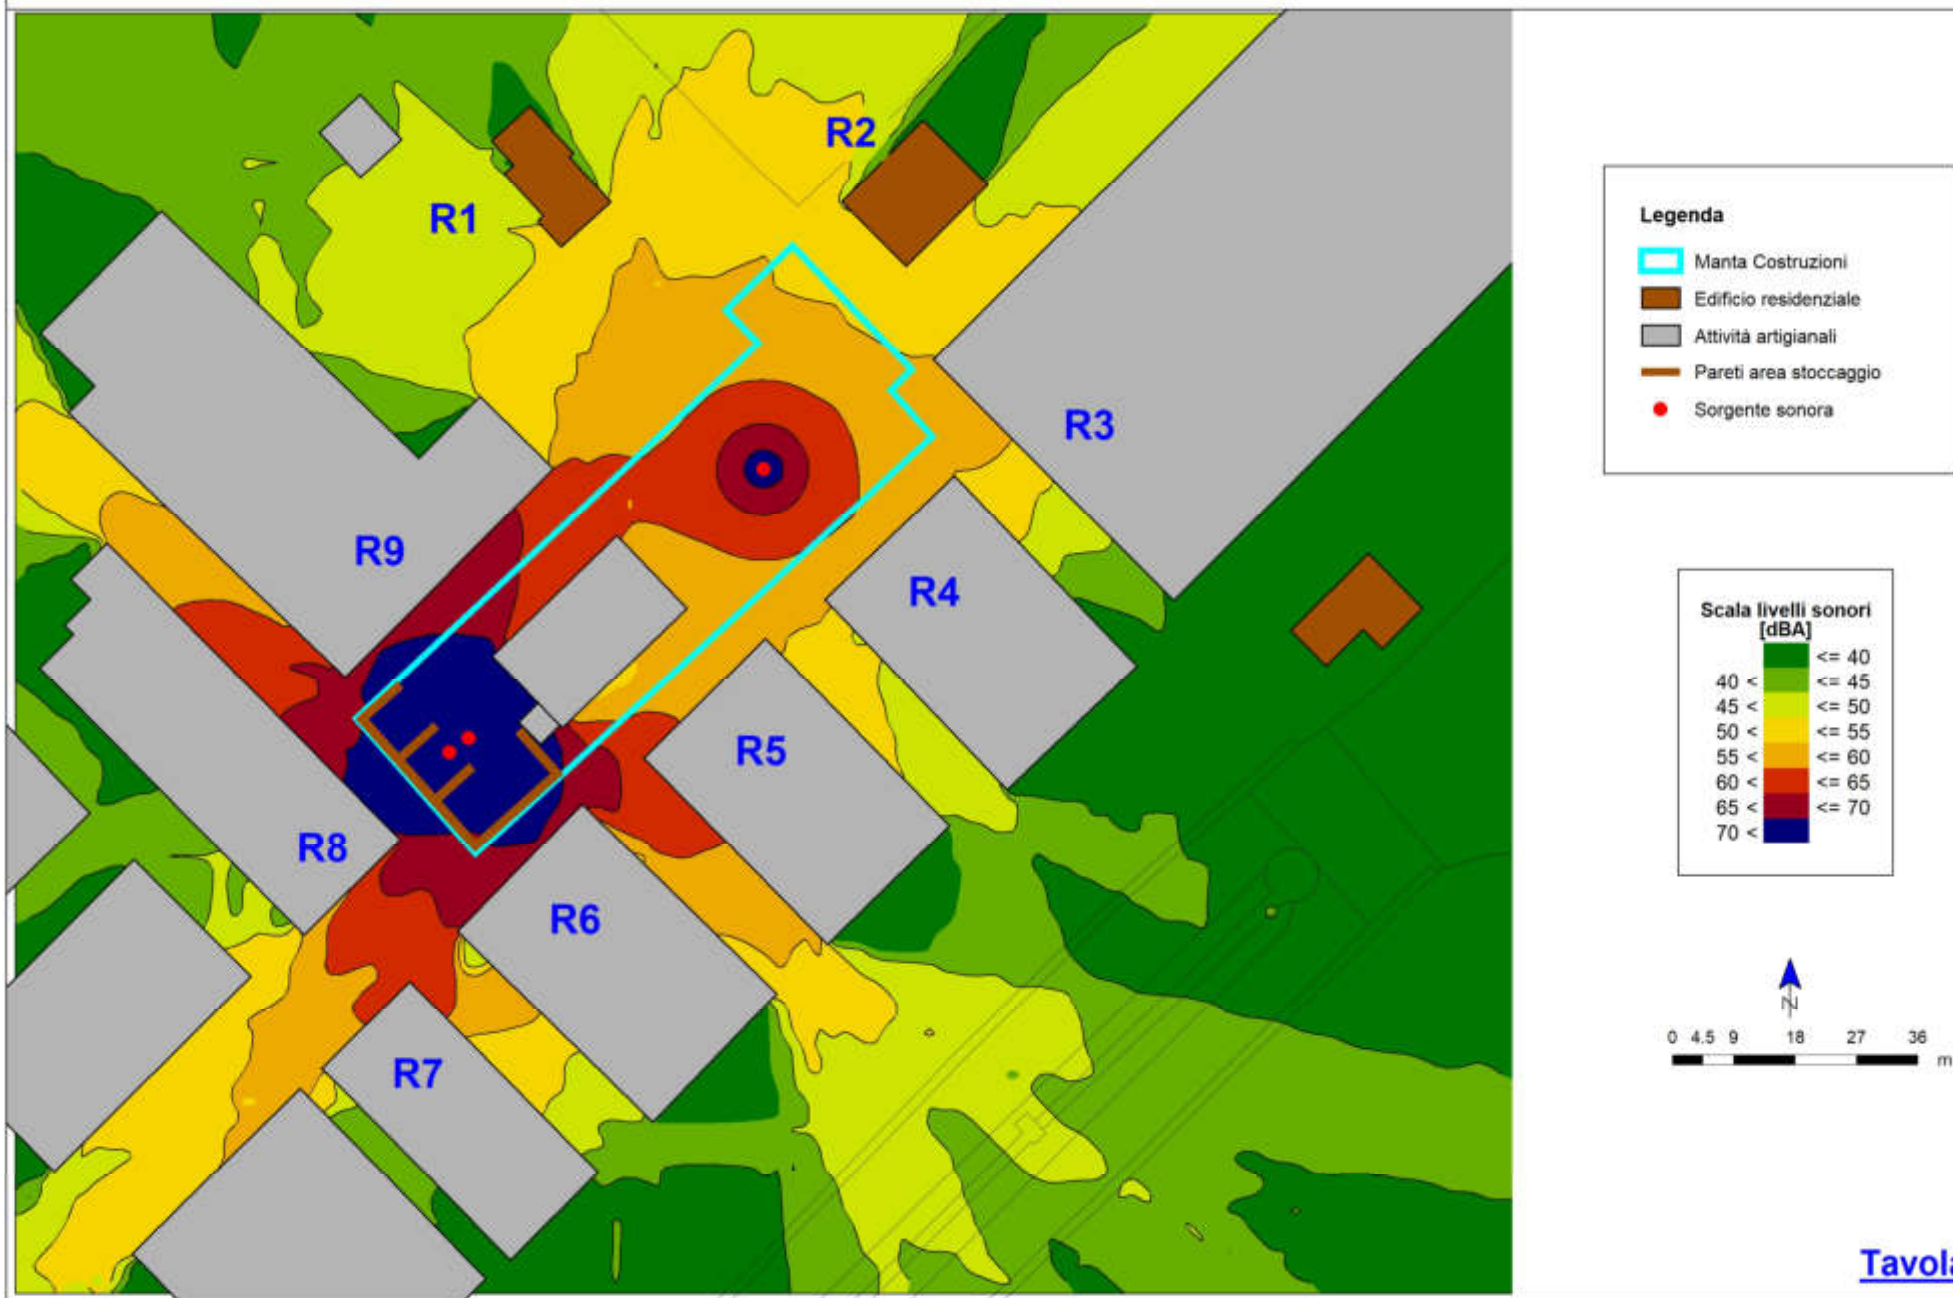 R2
R1
R3
R9
R4
R5
R8
R6
R7
Legenda
Manta Costruzioni
Edificio residenziale
Attività artigianali
Pareti area stoccaggio
Sorgente sonora
Scala livelli sonori
[dBA]
<= 40
40 < <= 45
45 < <= 50
50 < <= 55
55 < <= 60
60 < <= 65
65 < <= 70
70 <
N
0 4.5 9 18 27 36
m
Tavola